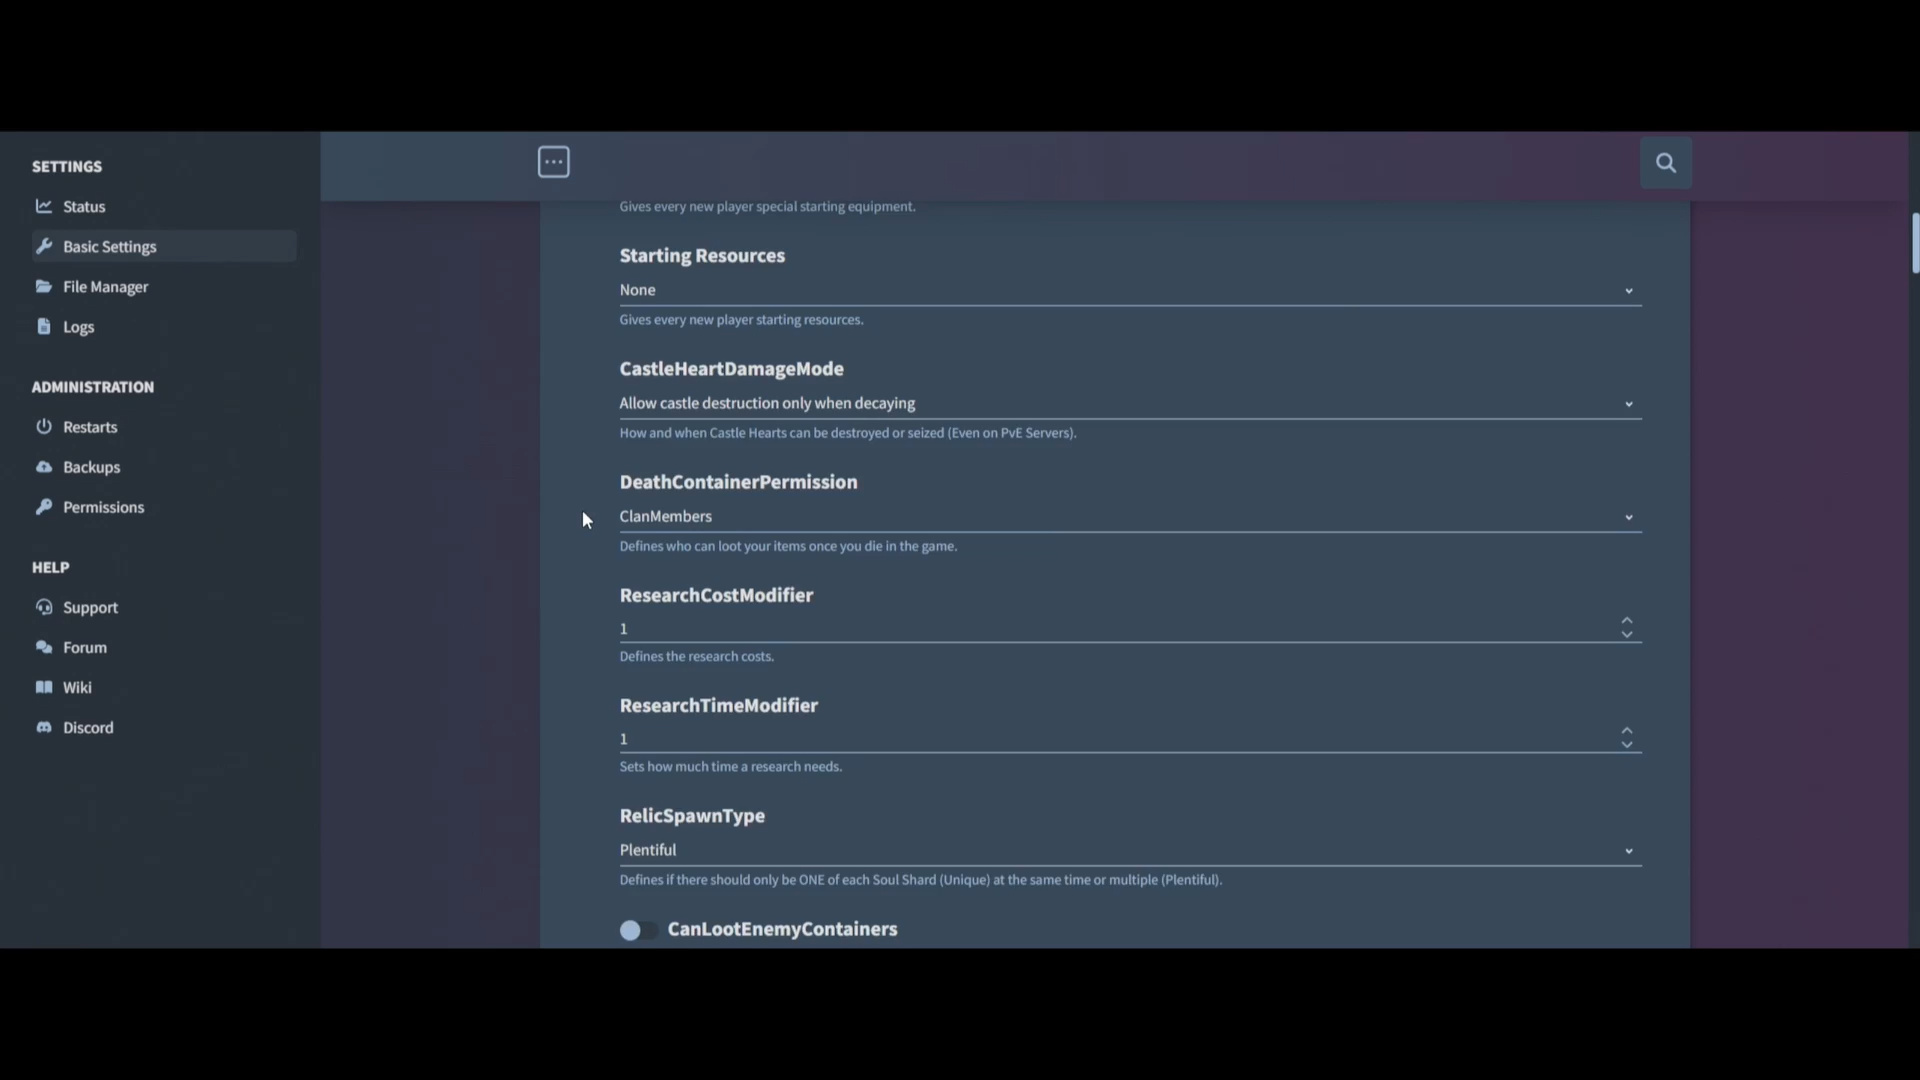 SETTINGS
Status
Basic Settings
File Manager
Logs
ADMINISTRATION
Restarts
Backups
Permissions
HELP
Support
Forum
Wiki
Discord
Gives every new player special starting equipment.
Starting Resources
None
Gives every new player starting resources.
CastleHeartDamageMode
Allow castle destruction only when decaying
How and when Castle Hearts can be destroyed or seized (Even on PvE Servers).
DeathContainerPermission
ClanMembers
Defines who can loot your items once you die in the game.
ResearchCostModifier
1
Defines the research costs.
ResearchTimeModifier
1
Sets how much time a research needs.
RelicSpawnType
Plentiful
Defines if there should only be ONE of each Soul Shard (Unique) at the same time or multiple (Plentiful).
CanLootEnemyContainers